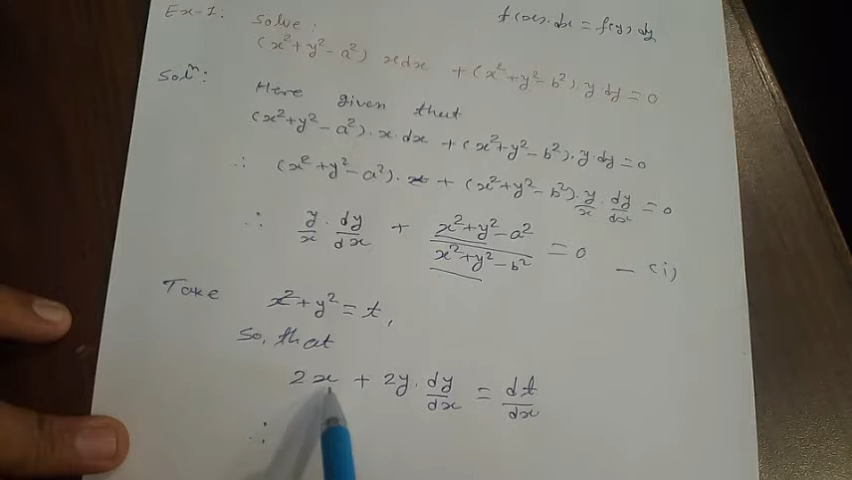 Ex-1: Solve: f(x).dx = f(y).dy
(x²+y²-a²) xdx + (x²+y²-b²).y.dy=0
Solⁿ:
Here given that
(x²+y²-a²).x.dx + (x²+y²-b²).y.dy=0
∴ (x²+y²-a²). + (x²+y²-b²).y/x.dy/dx = 0
∴ y/x.dy/dx + x²+y²-a²/x²+y²-b² = 0 — (i)
Take x²+y²=t,
So, that
2x + 2y.dy/dx = dt/dx
∴